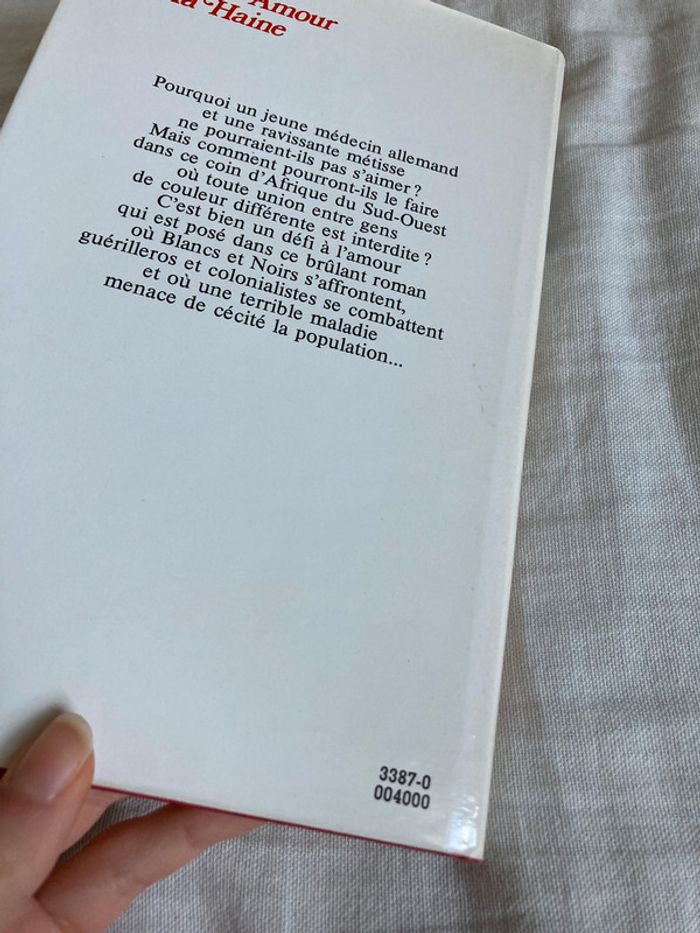 Amour
la Haine
Pourquoi un jeune médecin allemand
et une ravissante métisse
ne pourraient-ils pas s'aimer ?
Mais comment pourront-ils le faire
dans ce coin d'Afrique du Sud-Ouest
où toute union entre gens
de couleur différente est interdite ?
C'est bien un défi à l'amour
qui est posé dans ce brûlant roman
où Blancs et Noirs s'affrontent,
guérilleros et colonialistes se combattent
et où une terrible maladie
menace de cécité la population...
3387-0
004000